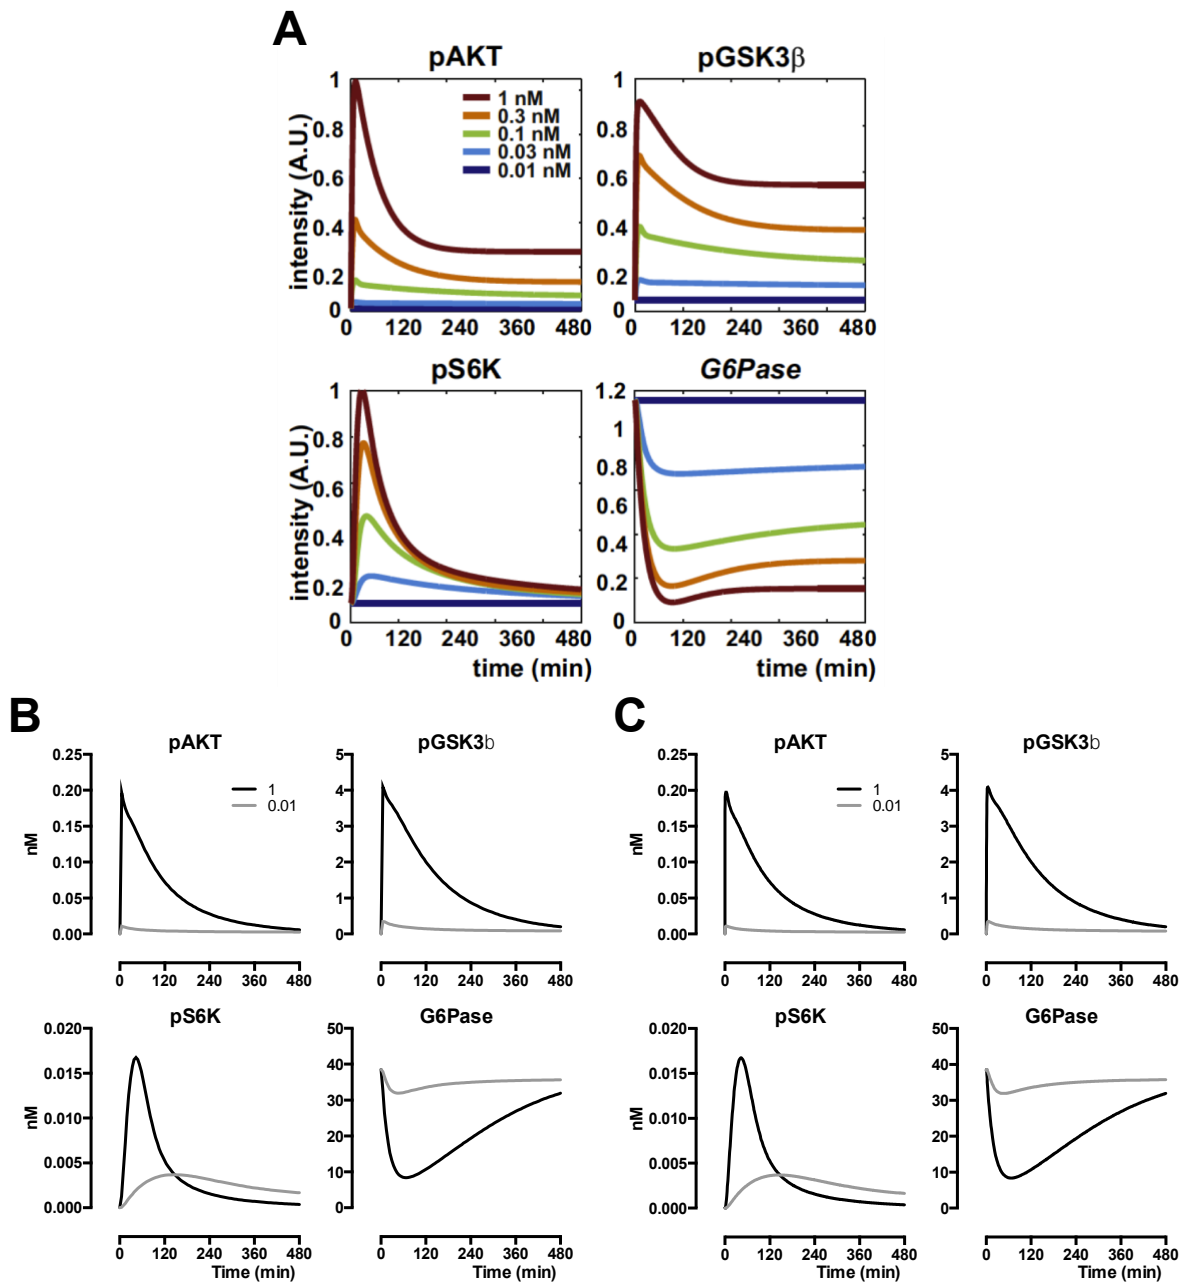 A
pAKT
pGSK3β
intensity (A.U.)
1
0.8
0.6
0.4
0.2
0
1 nM
0.3 nM
0.1 nM
0.03 nM
0.01 nM
0 120 240 360 480
1
0.8
0.6
0.4
0.2
0
0 120 240 360 480
pS6K
G6Pase
intensity (A.U.)
1
0.8
0.6
0.4
0.2
0
0 120 240 360 480
time (min)
1.2
1
0.8
0.6
0.4
0.2
0
0 120 240 360 480
time (min)
B
pAKT
nM
0.25
0.20
0.15
0.10
0.05
0.00
1
0.01
0 120 240 360 480
pGSK3b
5
4
3
2
1
0
0 120 240 360 480
pS6K
nM
0.020
0.015
0.010
0.005
0.000
0 120 240 360 480
Time (min)
G6Pase
50
40
30
20
10
0
0 120 240 360 480
Time (min)
C
pAKT
nM
0.25
0.20
0.15
0.10
0.05
0.00
1
0.01
0 120 240 360 480
pGSK3b
5
4
3
2
1
0
0 120 240 360 480
pS6K
nM
0.020
0.015
0.010
0.005
0.000
0 120 240 360 480
Time (min)
G6Pase
50
40
30
20
10
0
0 120 240 360 480
Time (min)